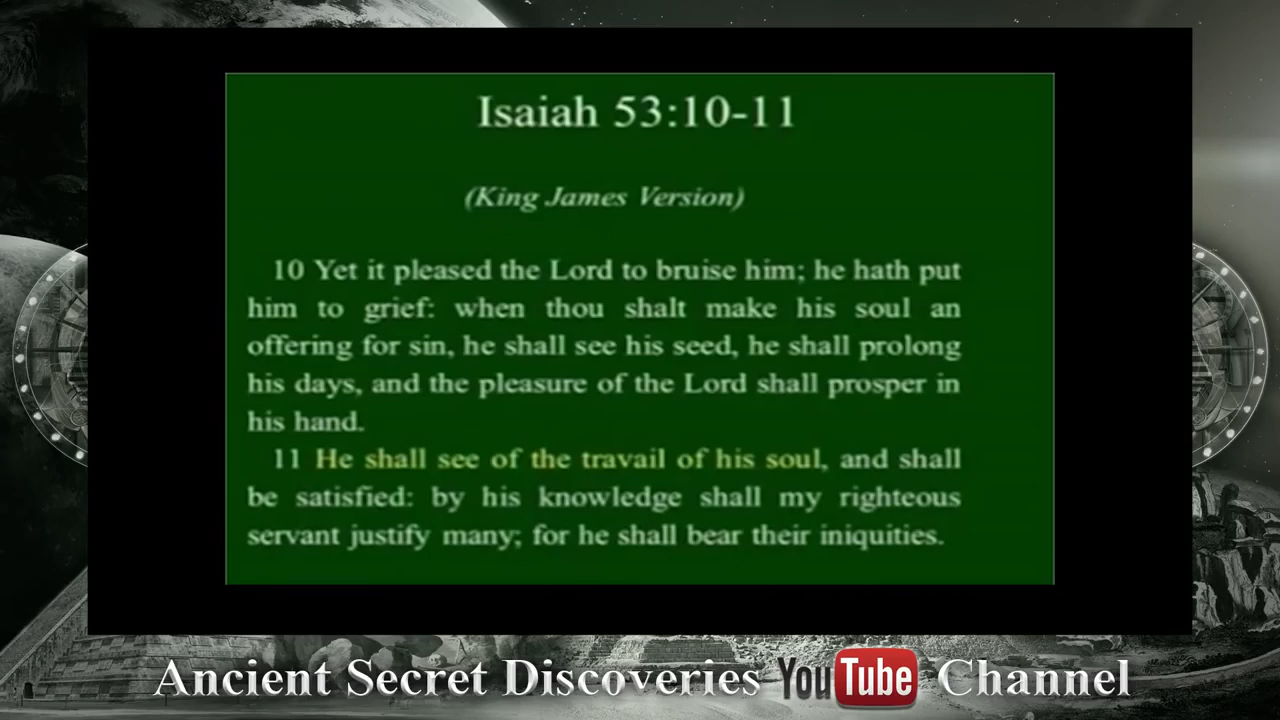 Isaiah 53:10-11
(King James Version)
10 Yet it pleased the Lord to bruise him; he hath put
him to grief: when thou shalt make his soul an
offering for sin, he shall see his seed, he shall prolong
his days, and the pleasure of the Lord shall prosper in
his hand.
11 He shall see of the travail of his soul, and shall
be satisfied: by his knowledge shall my righteous
servant justify many; for he shall bear their iniquities.
Ancient Secret Discoveries YouTube Channel